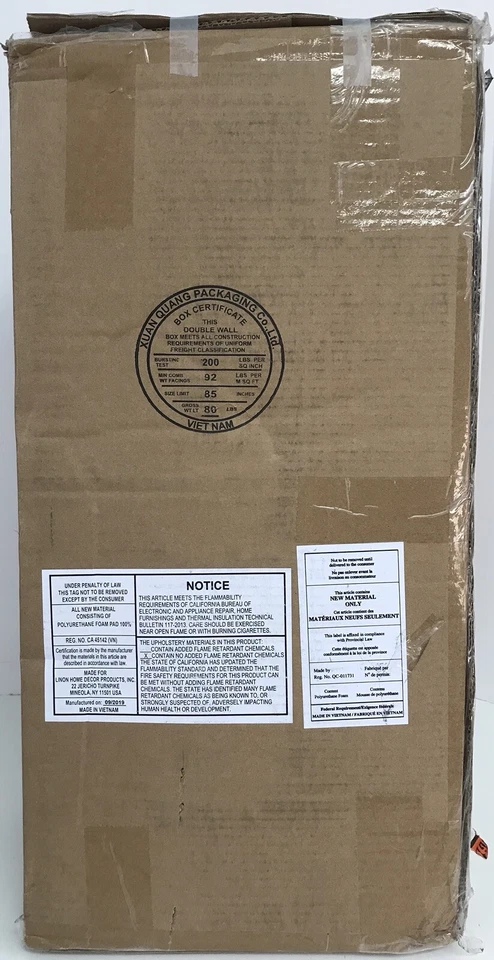 XUAN QUANG PACKAGING Co.,Ltd
BOX CERTIFICATE
THIS
DOUBLE WALL
BOX MEETS ALL CONSTRUCTION
REQUIREMENTS OF UNIFORM
FREIGHT CLASSIFICATION
BURSTING TEST 200 LBS PER SQ INCH
MIN COMB WT FACINGS 92 LBS PER M SQ FT
SIZE LIMIT 85 INCHES
GROSS WT LT 80 LBS
VIET NAM
UNDER PENALTY OF LAW
THIS TAG NOT TO BE REMOVED
EXCEPT BY THE CONSUMER
ALL NEW MATERIAL
CONSISTING OF
POLYURETHANE FOAM PAD 100%
REG. NO. CA 45142 (VN)
Certification is made by the manufacturer
that the materials in this article are
described in accordance with law.
MADE FOR
LINON HOME DECOR PRODUCTS, INC.
22 JERICHO TURNPIKE
MINEOLA, NY 11501 USA
Manufactured on: 09/2019
MADE IN VIETNAM
NOTICE
THIS ARTICLE MEETS THE FLAMMABILITY
REQUIREMENTS OF CALIFORNIA BUREAU OF
ELECTRONIC AND APPLIANCE REPAIR, HOME
FURNISHINGS AND THERMAL INSULATION TECHNICAL
BULLETIN 117-2013. CARE SHOULD BE EXERCISED
NEAR OPEN FLAME OR WITH BURNING CIGARETTES.
THE UPHOLSTERY MATERIALS IN THIS PRODUCT:
__CONTAIN ADDED FLAME RETARDANT CHEMICALS
_X_CONTAIN NO ADDED FLAME RETARDANT CHEMICALS
THE STATE OF CALIFORNIA HAS UPDATED THE
FLAMMABILITY STANDARD AND DETERMINED THAT THE
FIRE SAFETY REQUIREMENTS FOR THIS PRODUCT CAN
BE MET WITHOUT ADDING FLAME RETARDANT
CHEMICALS. THE STATE HAS IDENTIFIED MANY FLAME
RETARDANT CHEMICALS AS BEING KNOWN TO, OR
STRONGLY SUSPECTED OF, ADVERSELY IMPACTING
HUMAN HEALTH OR DEVELOPMENT.
Not to be removed until
delivered to the consumer
Ne pas enlever avant la
livraison au consommateur
This article contains
NEW MATERIAL
ONLY
Cet article contient des
MATÉRIAUX NEUFS SEULEMENT
This label is affixed in compliance
with Provincial Law
Cette étiquette est apposée
conformément à la loi de la province
Made by Fabriqué par
Reg. No. QC-011731 N° de permis
Content Contenu
Polyurethane Foam Mousse de polyuréthane
Federal Requirement/Exigence fédérale
MADE IN VIETNAM / FABRIQUÉ EN VIETNAM